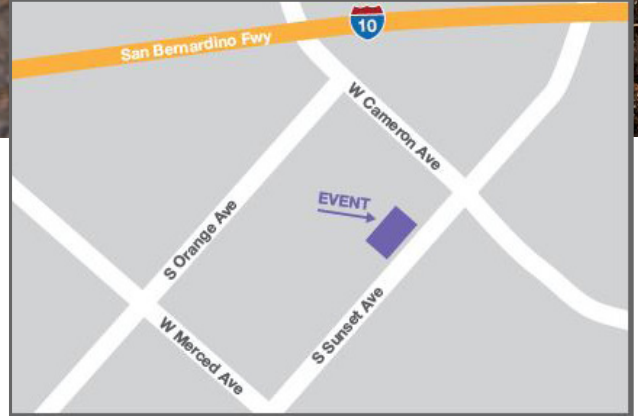 10
San Bernardino Fwy
W Cameron Ave
EVENT
S Orange Ave
S Sunset Ave
W Merced Ave